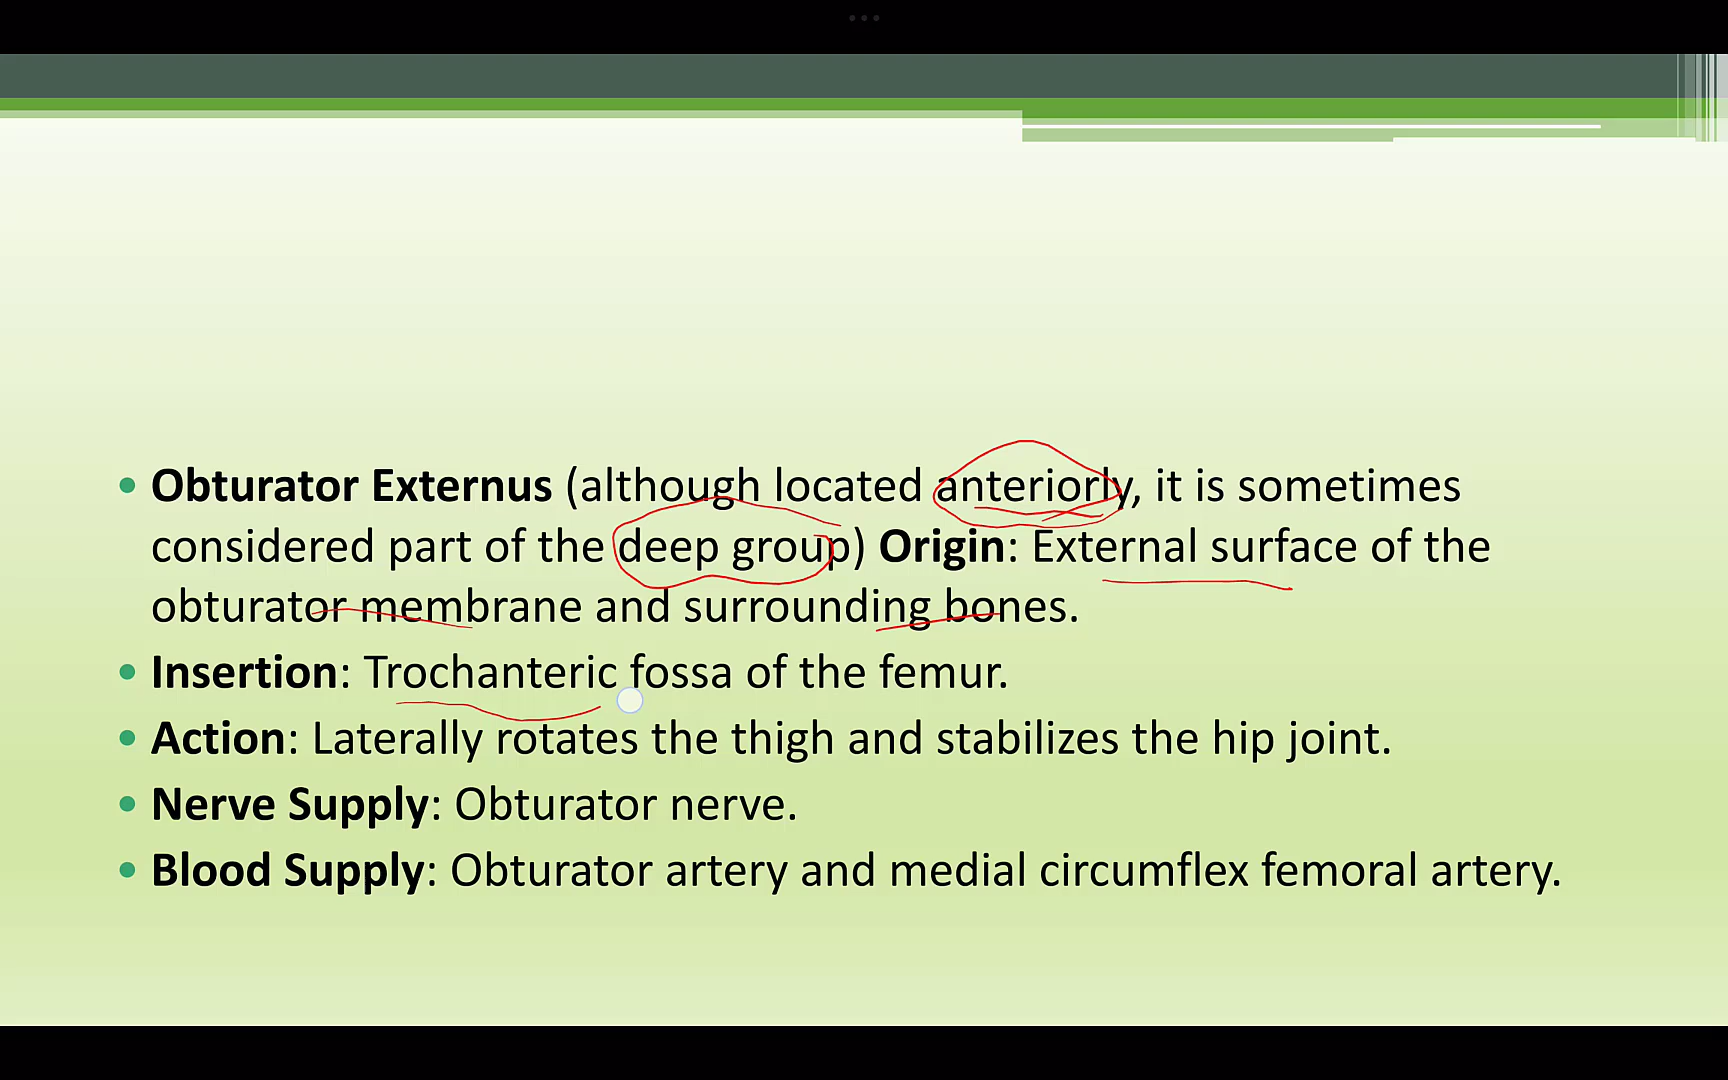 • Obturator Externus (although located anteriorly, it is sometimes
considered part of the deep group) Origin: External surface of the
obturator membrane and surrounding bones.
• Insertion: Trochanteric fossa of the femur.
• Action: Laterally rotates the thigh and stabilizes the hip joint.
• Nerve Supply: Obturator nerve.
• Blood Supply: Obturator artery and medial circumflex femoral artery.